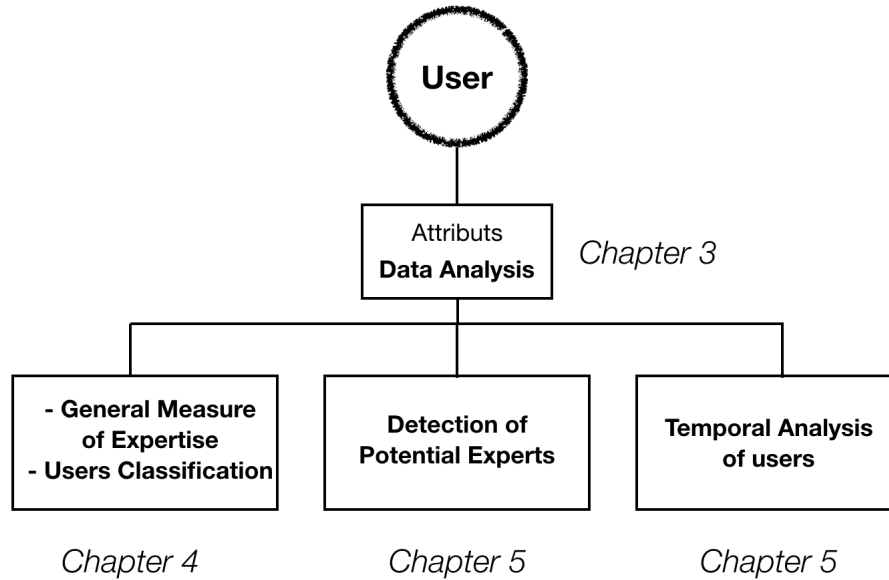 User
Attributs
Data Analysis
Chapter 3
- General Measure
of Expertise
- Users Classification
Detection of
Potential Experts
Temporal Analysis
of users
Chapter 4
Chapter 5
Chapter 5